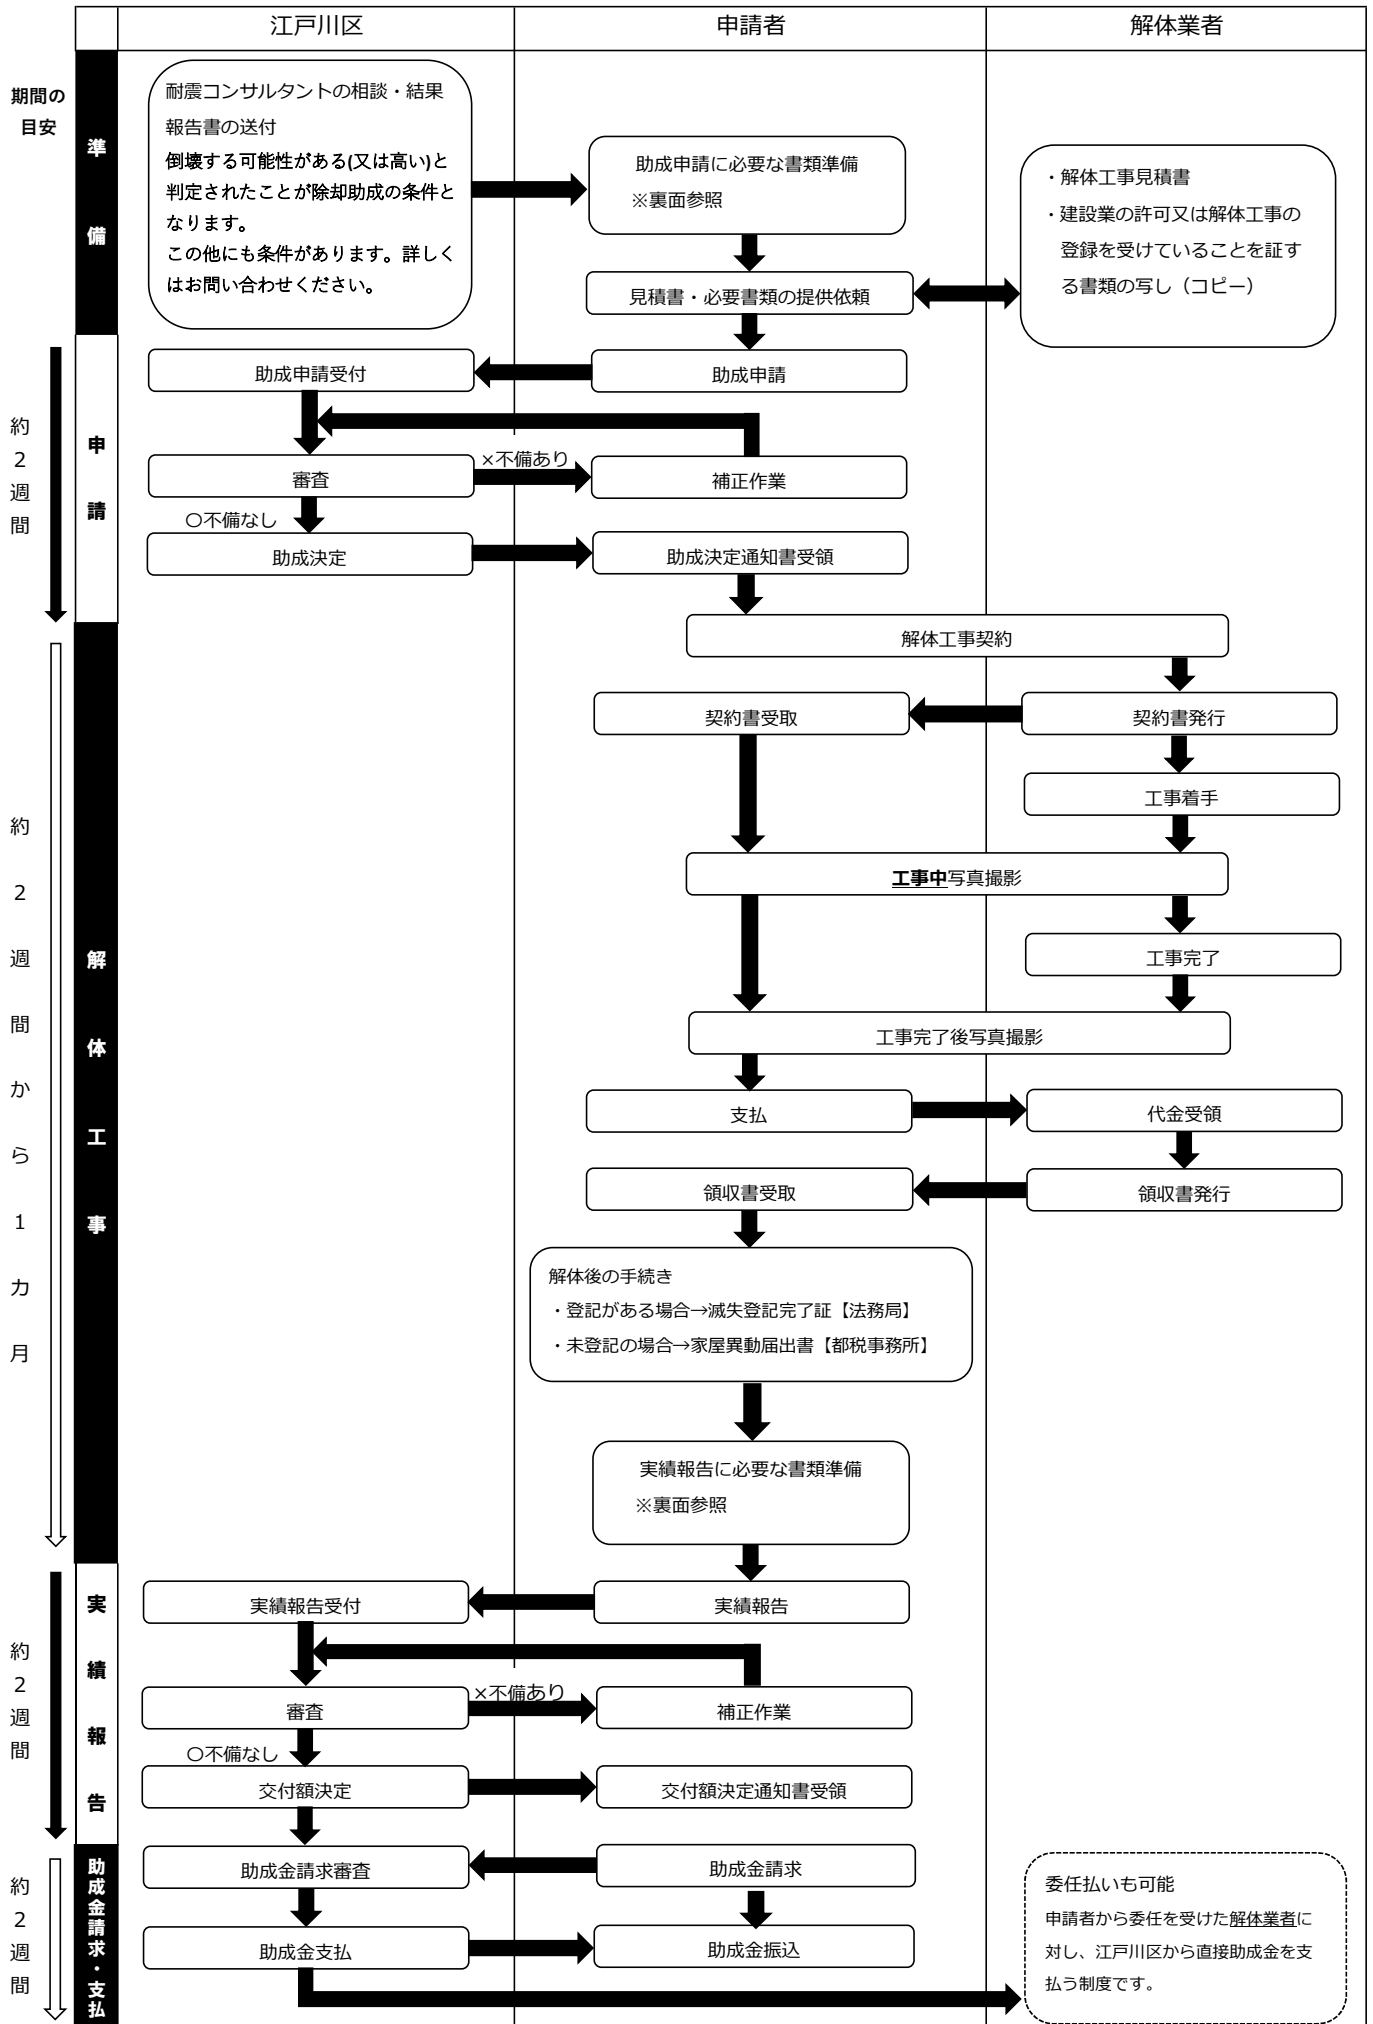 江戸川区
申請者
解体業者
期間の
目安
準備
耐震コンサルタントの相談・結果
報告書の送付
倒壊する可能性がある(又は高い)と
判定されたことが除却助成の条件と
なります。
この他にも条件があります。詳しく
はお問い合わせください。
助成申請に必要な書類準備
※裏面参照
・解体工事見積書
・建設業の許可又は解体工事の
登録を受けていることを証す
る書類の写し（コピー）
見積書・必要書類の提供依頼
約2週間
申請
助成申請受付
助成申請
審査
×不備あり
補正作業
〇不備なし
助成決定
助成決定通知書受領
約2週間から1カ月
解体工事
解体工事契約
契約書受取
契約書発行
工事着手
工事中写真撮影
工事完了
工事完了後写真撮影
支払
代金受領
領収書受取
領収書発行
解体後の手続き
・登記がある場合→滅失登記完了証【法務局】
・未登記の場合→家屋異動届出書【都税事務所】
実績報告に必要な書類準備
※裏面参照
約2週間
実績報告
実績報告受付
実績報告
審査
×不備あり
補正作業
〇不備なし
交付額決定
交付額決定通知書受領
約2週間
助成金請求・支払
助成金請求審査
助成金請求
助成金支払
助成金振込
委任払いも可能
申請者から委任を受けた解体業者に
対し、江戸川区から直接助成金を支
払う制度です。